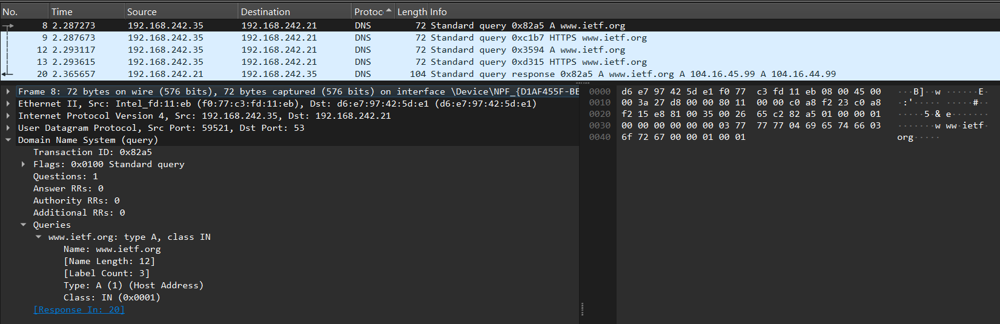 No. Time Source Destination Protoc Length Info
8 2.287273 192.168.242.35 192.168.242.21 DNS 72 Standard query 0x82a5 A www.ietf.org
9 2.287673 192.168.242.35 192.168.242.21 DNS 72 Standard query 0xc1b7 HTTPS www.ietf.org
12 2.293117 192.168.242.35 192.168.242.21 DNS 72 Standard query 0x3594 A www.ietf.org
13 2.293615 192.168.242.35 192.168.242.21 DNS 72 Standard query 0xd315 HTTPS www.ietf.org
20 2.365657 192.168.242.21 192.168.242.35 DNS 104 Standard query response 0x82a5 A www.ietf.org A 104.16.45.99 A 104.16.44.99
Frame 8: 72 bytes on wire (576 bits), 72 bytes captured (576 bits) on interface \Device\NPF_{D1AF455F-BE
Ethernet II, Src: Intel_fd:11:eb (f0:77:c3:fd:11:eb), Dst: d6:e7:97:42:5d:e1 (d6:e7:97:42:5d:e1)
Internet Protocol Version 4, Src: 192.168.242.35, Dst: 192.168.242.21
User Datagram Protocol, Src Port: 59521, Dst Port: 53
Domain Name System (query)
Transaction ID: 0x82a5
Flags: 0x0100 Standard query
Questions: 1
Answer RRs: 0
Authority RRs: 0
Additional RRs: 0
Queries
www.ietf.org: type A, class IN
Name: www.ietf.org
[Name Length: 12]
[Label Count: 3]
Type: A (1) (Host Address)
Class: IN (0x0001)
[Response In: 20]
0000 d6 e7 97 42 5d e1 f0 77 c3 fd 11 eb 08 00 45 00 ···B]··w ······E·
0010 00 3a 27 d8 00 00 80 11 00 00 c0 a8 f2 23 c0 a8 ·:'····· ·····#··
0020 f2 15 e8 81 00 35 00 26 65 c2 82 a5 01 00 00 01 ·····5·& e·······
0030 00 00 00 00 00 00 03 77 77 77 04 69 65 74 66 03 ·······w ww·ietf·
0040 6f 72 67 00 00 01 00 01 org·····